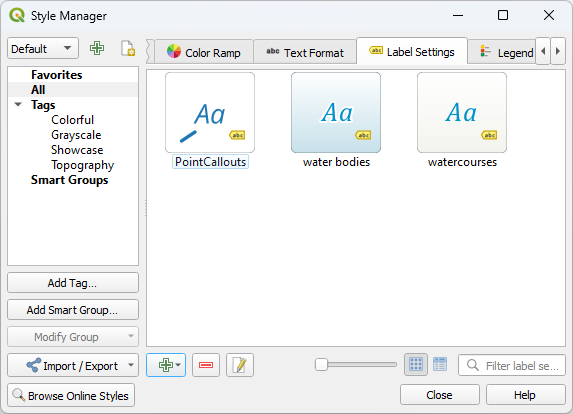 Style Manager
Default
Color Ramp
abc Text Format
abc Label Settings
Legend
Favorites
All
Tags
Colorful
Grayscale
Showcase
Topography
Smart Groups
Aa abc
Aa abc
Aa abc
PointCallouts
water bodies
watercourses
Add Tag...
Add Smart Group...
Modify Group
Import / Export
Filter label se...
Browse Online Styles
Close
Help